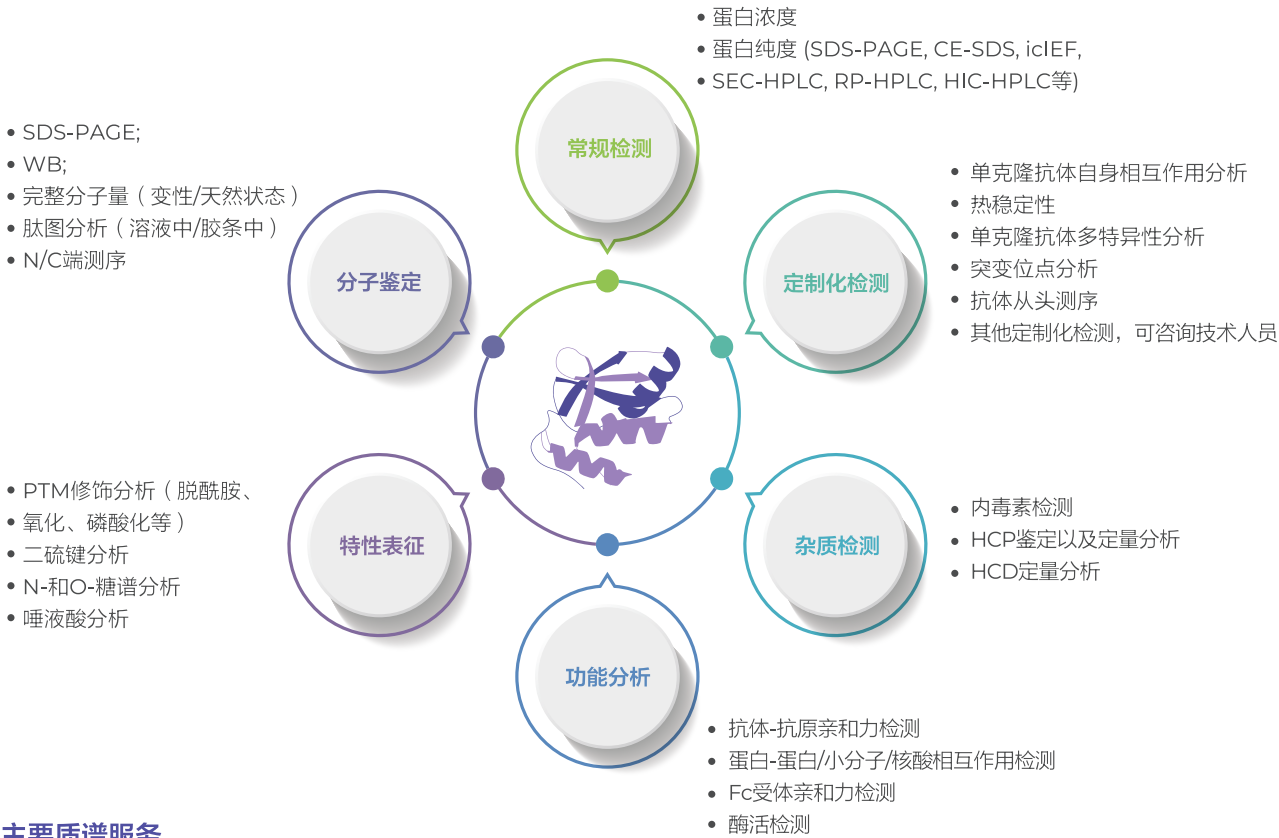 • 蛋白浓度
• 蛋白纯度 (SDS-PAGE, CE-SDS, icIEF,
• SEC-HPLC, RP-HPLC, HIC-HPLC等)
常规检测
• SDS-PAGE;
• WB;
• 完整分子量（变性/天然状态）
• 肽图分析（溶液中/胶条中）
• N/C端测序
分子鉴定
定制化检测
• 单克隆抗体自身相互作用分析
• 热稳定性
• 单克隆抗体多特异性分析
• 突变位点分析
• 抗体从头测序
• 其他定制化检测，可咨询技术人员
• PTM修饰分析（脱酰胺、
• 氧化、磷酸化等）
• 二硫键分析
• N-和O-糖谱分析
• 唾液酸分析
特性表征
杂质检测
• 内毒素检测
• HCP鉴定以及定量分析
• HCD定量分析
功能分析
• 抗体-抗原亲和力检测
• 蛋白-蛋白/小分子/核酸相互作用检测
• Fc受体亲和力检测
• 酶活检测
主要质谱服务